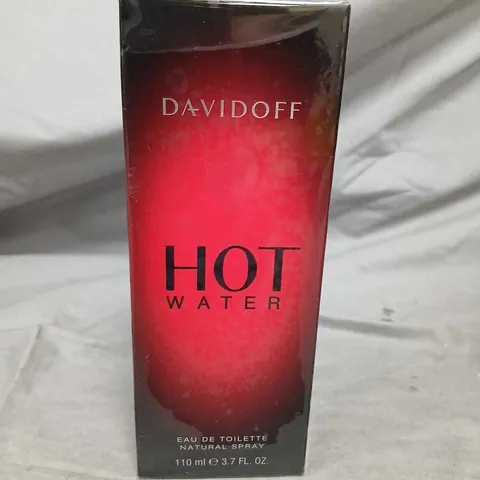 DAVIDOFF
HOT
WATER
EAU DE TOILETTE
NATURAL SPRAY
110 ml ℮ 3.7 FL. OZ.